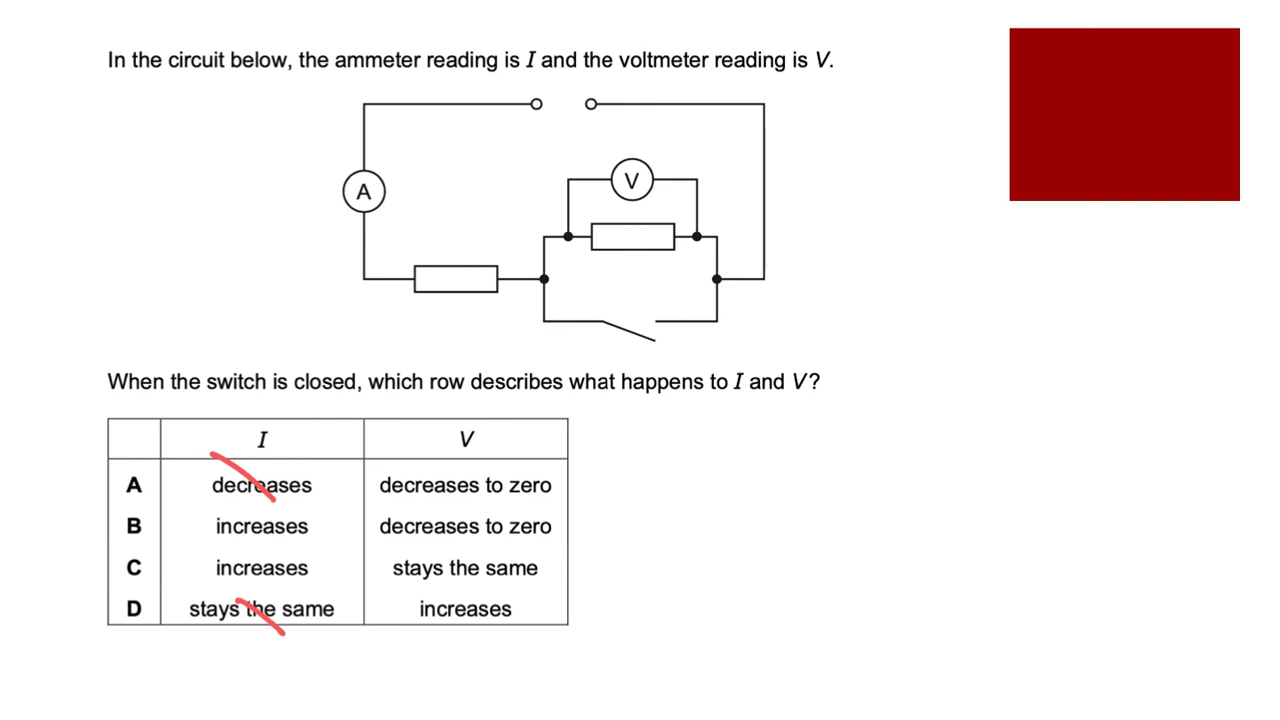 In the circuit below, the ammeter reading is I and the voltmeter reading is V.
A
V
When the switch is closed, which row describes what happens to I and V?
I V
A decreases decreases to zero
B increases decreases to zero
C increases stays the same
D stays the same increases